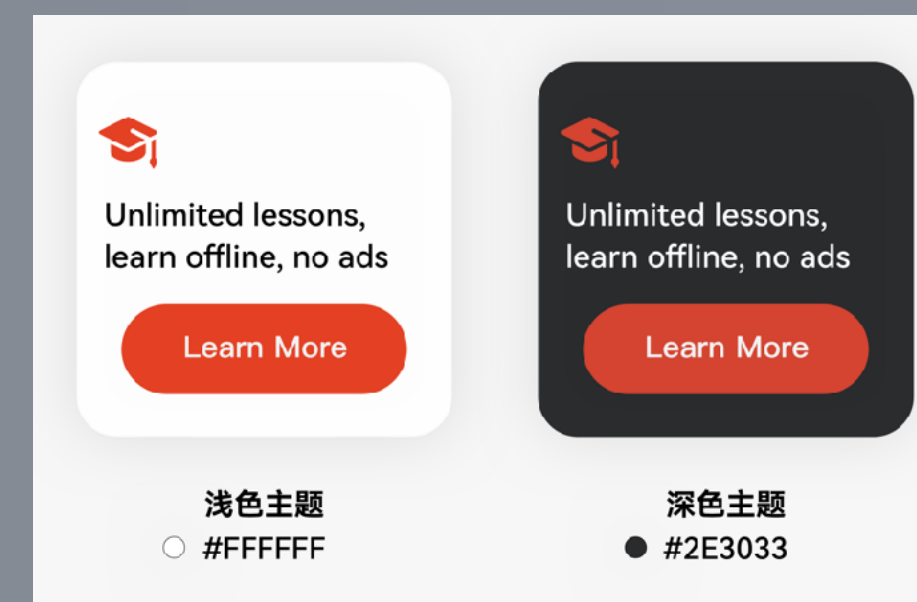 Unlimited lessons,
learn offline, no ads
Learn More
浅色主题
#FFFFFF
Unlimited lessons,
learn offline, no ads
Learn More
深色主题
#2E3033